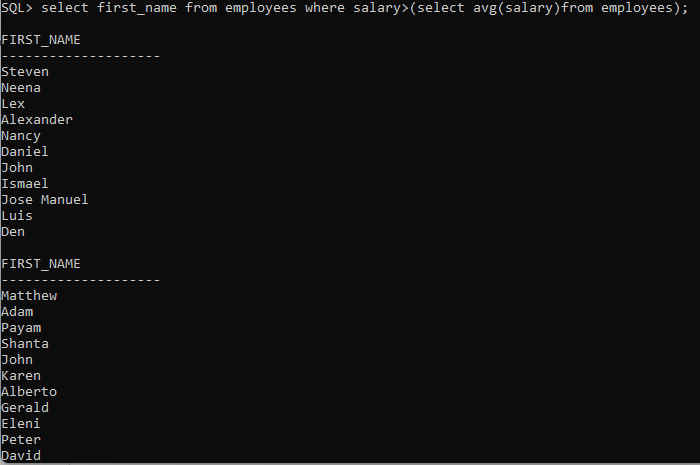 SQL> select first_name from employees where salary>(select avg(salary)from employees);
FIRST_NAME
--------------------
Steven
Neena
Lex
Alexander
Nancy
Daniel
John
Ismael
Jose Manuel
Luis
Den
FIRST_NAME
--------------------
Matthew
Adam
Payam
Shanta
John
Karen
Alberto
Gerald
Eleni
Peter
David